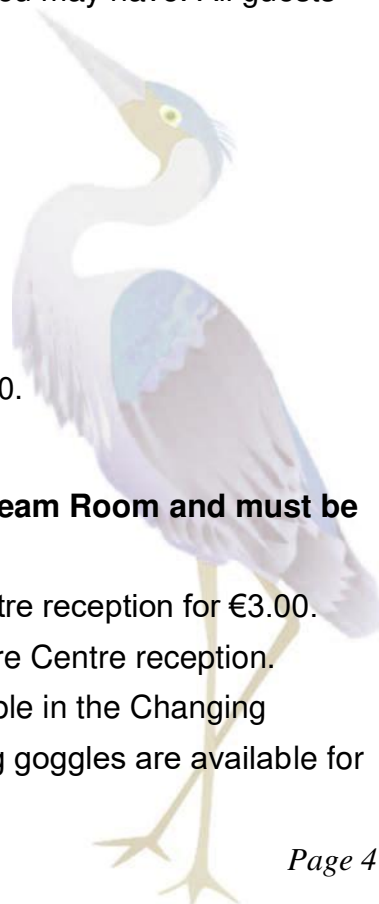 ou may have. All guests
0.
eam Room and must be
tre reception for €3.00.
re Centre reception.
ble in the Changing
g goggles are available for
Page 4